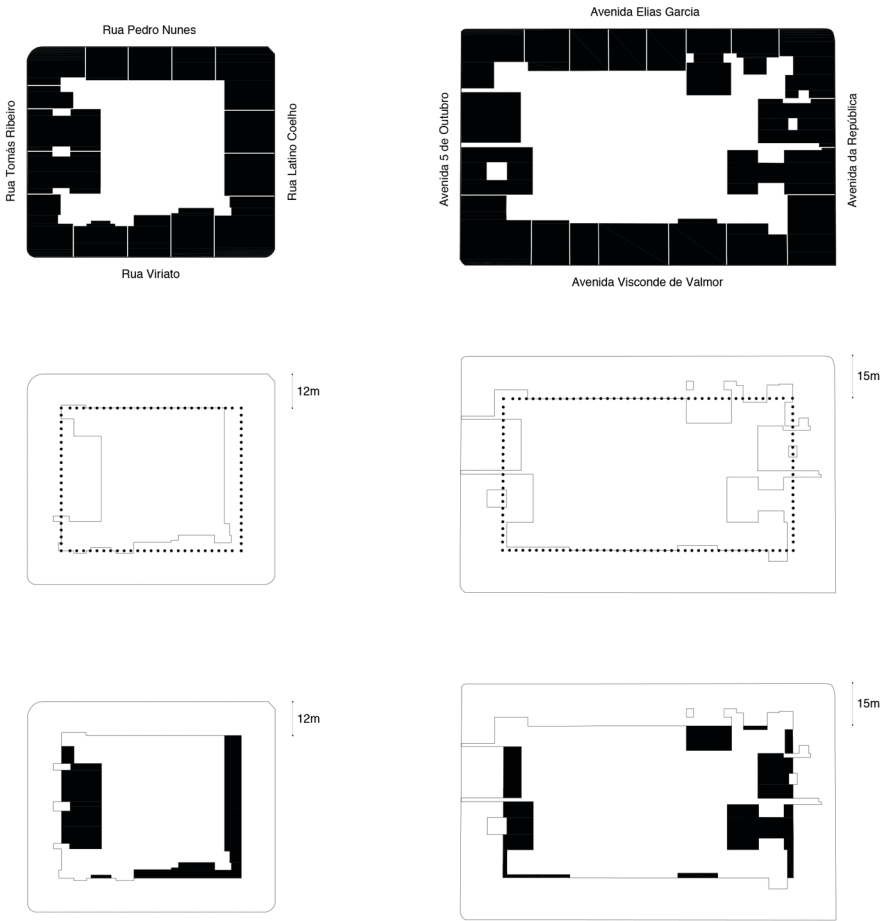 Rua Pedro Nunes
Rua Tomás Ribeiro
Rua Latino Coelho
Rua Viriato
Avenida Elias Garcia
Avenida 5 de Outubro
Avenida da República
Avenida Visconde de Valmor
12m
15m
12m
15m